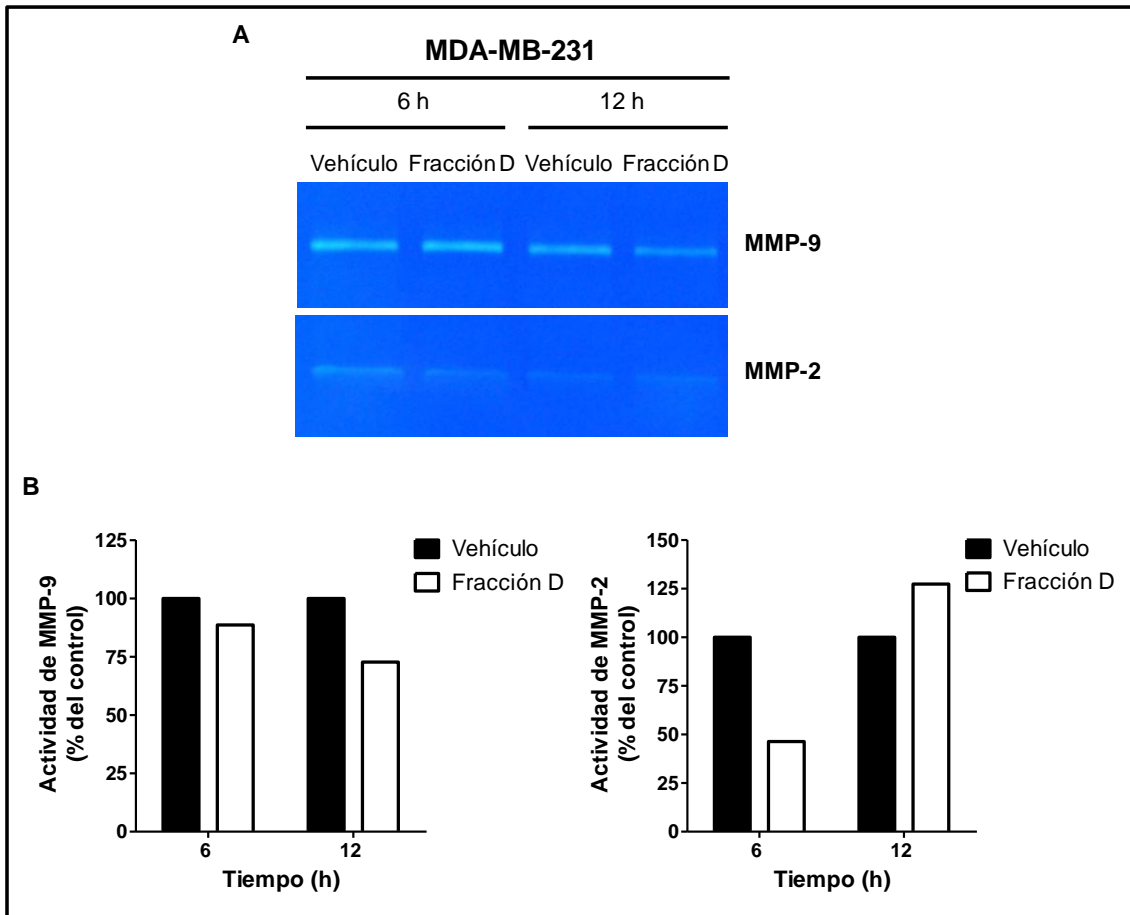 A
MDA-MB-231
6 h 12 h
Vehículo Fracción D Vehículo Fracción D
MMP-9
MMP-2
B
Actividad de MMP-9
(% del control)
125
100
75
50
25
0
6 12
Tiempo (h)
Vehículo
Fracción D
Actividad de MMP-2
(% del control)
150
125
100
75
50
25
0
6 12
Tiempo (h)
Vehículo
Fracción D